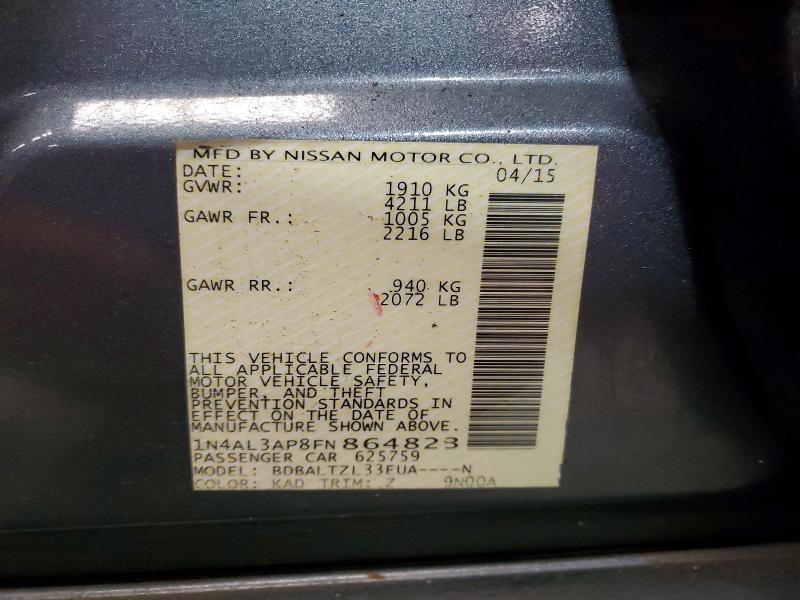 MFD BY NISSAN MOTOR CO., LTD.
DATE: 04/15
GVWR: 1910 KG
4211 LB
GAWR FR.: 1005 KG
2216 LB
GAWR RR.: 940 KG
2072 LB
THIS VEHICLE CONFORMS TO
ALL APPLICABLE FEDERAL
MOTOR VEHICLE SAFETY,
BUMPER, AND THEFT
PREVENTION STANDARDS IN
EFFECT ON THE DATE OF
MANUFACTURE SHOWN ABOVE.
1N4AL3AP8FN 864823
PASSENGER CAR 625759
MODEL: BDBALTZL33EUA----N
COLOR: KAD TRIM: Z 9N00A